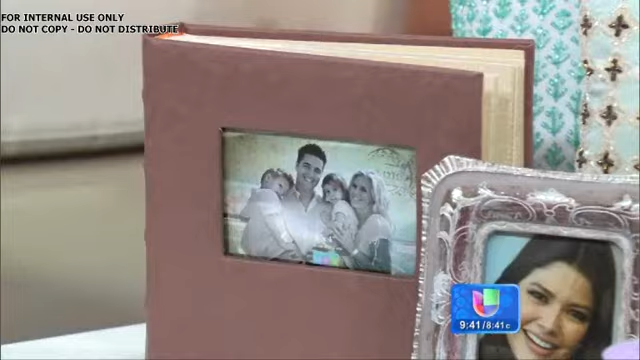 FOR INTERNAL USE ONLY
DO NOT COPY - DO NOT DISTRIBUTE
9:41/8:41c